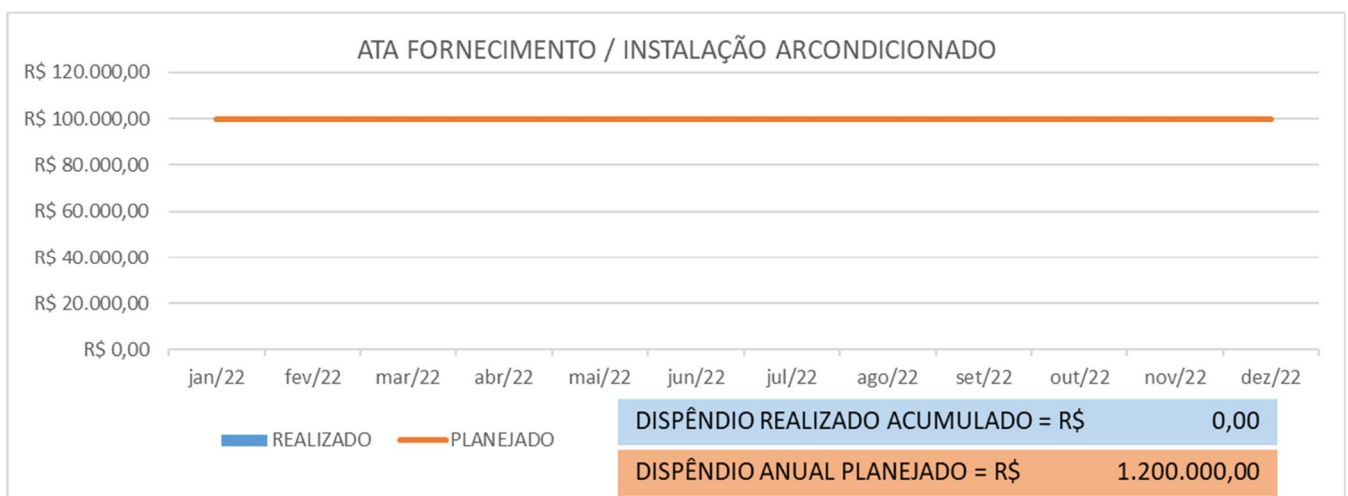 ATA FORNECIMENTO / INSTALAÇÃO ARCONDICIONADO
R$ 120.000,00
R$ 100.000,00
R$ 80.000,00
R$ 60.000,00
R$ 40.000,00
R$ 20.000,00
R$ 0,00
jan/22 fev/22 mar/22 abr/22 mai/22 jun/22 jul/22 ago/22 set/22 out/22 nov/22 dez/22
REALIZADO PLANEJADO
DISPÊNDIO REALIZADO ACUMULADO = R$ 0,00
DISPÊNDIO ANUAL PLANEJADO = R$ 1.200.000,00